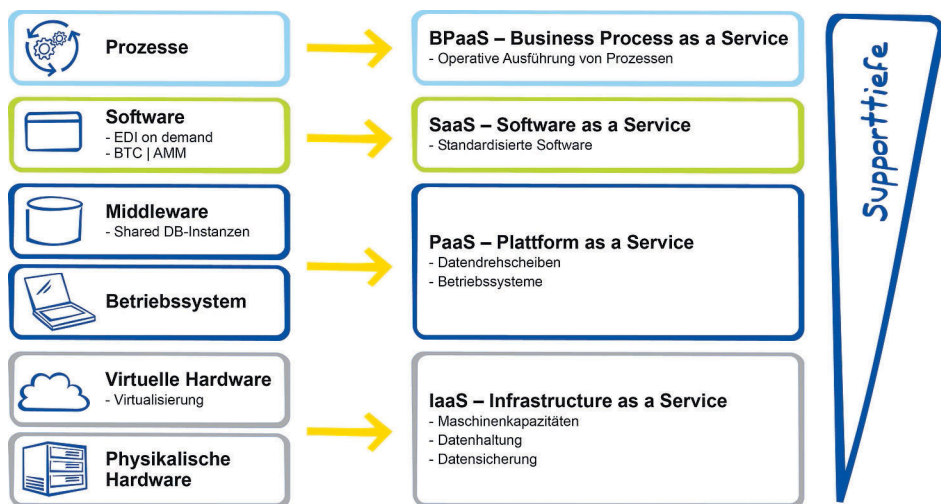 Prozesse
BPaaS – Business Process as a Service
- Operative Ausführung von Prozessen
Software
- EDI on demand
- BTC | AMM
SaaS – Software as a Service
- Standardisierte Software
Middleware
- Shared DB-Instanzen
Betriebssystem
PaaS – Plattform as a Service
- Datendrehscheiben
- Betriebssysteme
Virtuelle Hardware
- Virtualisierung
Physikalische
Hardware
IaaS – Infrastructure as a Service
- Maschinenkapazitäten
- Datenhaltung
- Datensicherung
Supporttiefe